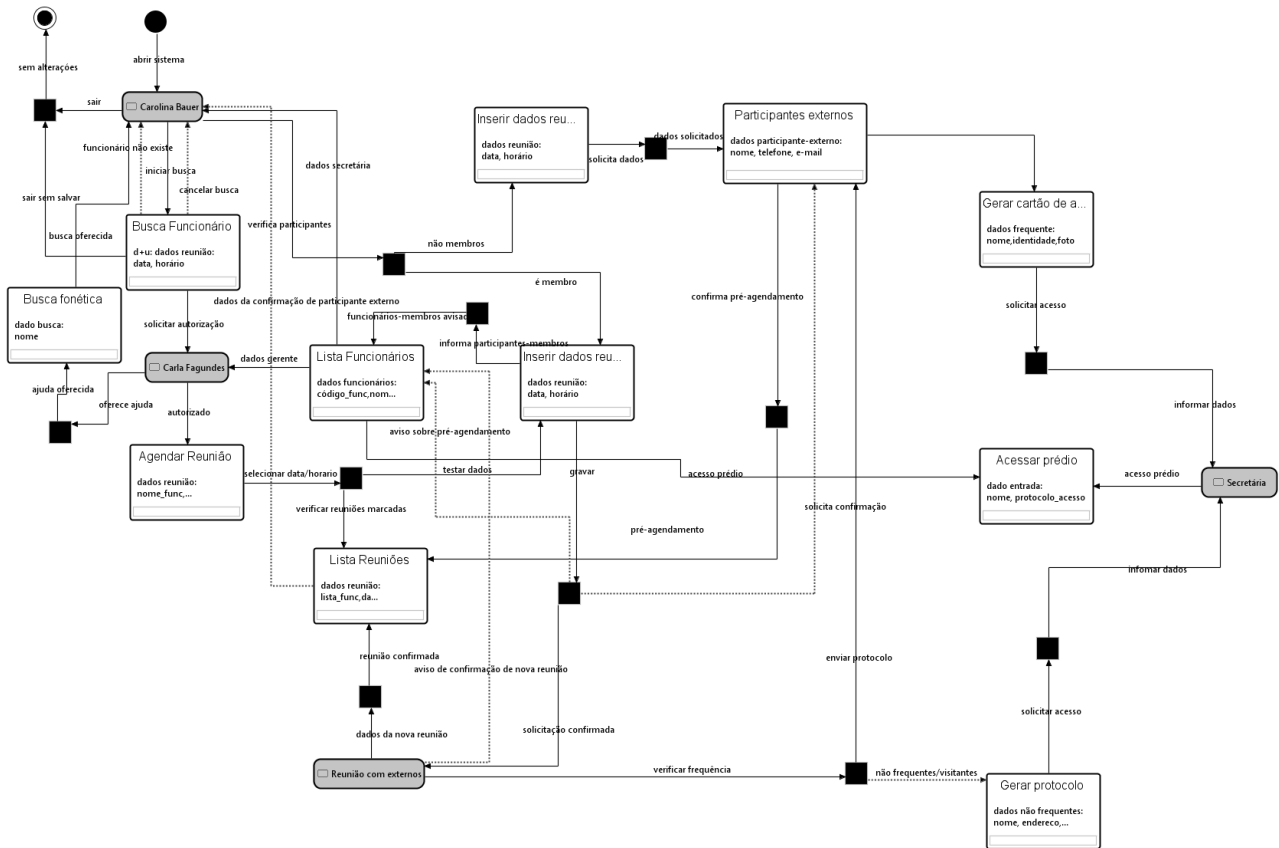 sem alterações
abrir sistema
sair
Carolina Bauer
funcionário não existe
iniciar busca
cancelar busca
dados secretária
sair sem salvar
busca oferecida
verifica participantes
Busca Funcionário
d+u: dados reunião:
data, horário
Busca fonética
dado busca:
nome
solicitar autorização
dados da confirmação de participante externo
funcionários-membros avisad
informa participantes-membros
Inserir dados reu...
dados reunião:
data, horário
solicita dados
dados solicitados
Participantes externos
dados participante-externo:
nome, telefone, e-mail
Gerar cartão de a...
dados frequente:
nome,identidade,foto
solicitar acesso
não membros
é membro
confirma pré-agendamento
Carla Fagundes
dados gerente
Lista Funcionários
dados funcionários:
código_func,nom...
Inserir dados reu...
dados reunião:
data, horário
ajuda oferecida
oferece ajuda
autorizado
aviso sobre pré-agendamento
informar dados
Agendar Reunião
dados reunião:
nome_func,...
selecionar data/horario
testar dados
gravar
acesso prédio
Acessar prédio
dado entrada:
nome, protocolo_acesso
acesso prédio
Secretária
verificar reuniões marcadas
solicita confirmação
pré-agendamento
Lista Reuniões
dados reunião:
lista_func,da...
infomar dados
reunião confirmada
aviso de confirmação de nova reunião
enviar protocolo
dados da nova reunião
solicitação confirmada
solicitar acesso
Reunião com externos
verificar frequência
não frequentes/visitantes
Gerar protocolo
dados não frequentes:
nome, endereco,...